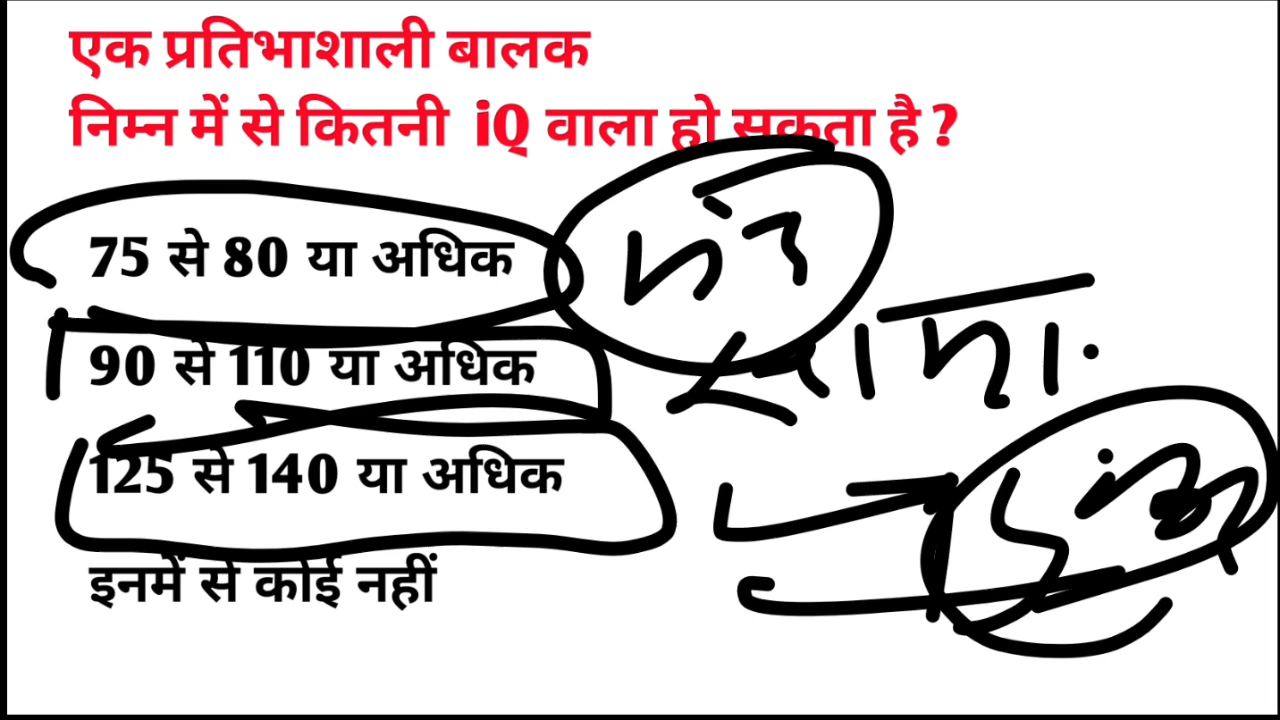 एक प्रतिभाशाली बालक
निम्न में से कितनी iQ वाला हो सकता है ?
75 से 80 या अधिक
90 से 110 या अधिक
125 से 140 या अधिक
इनमें से कोई नहीं